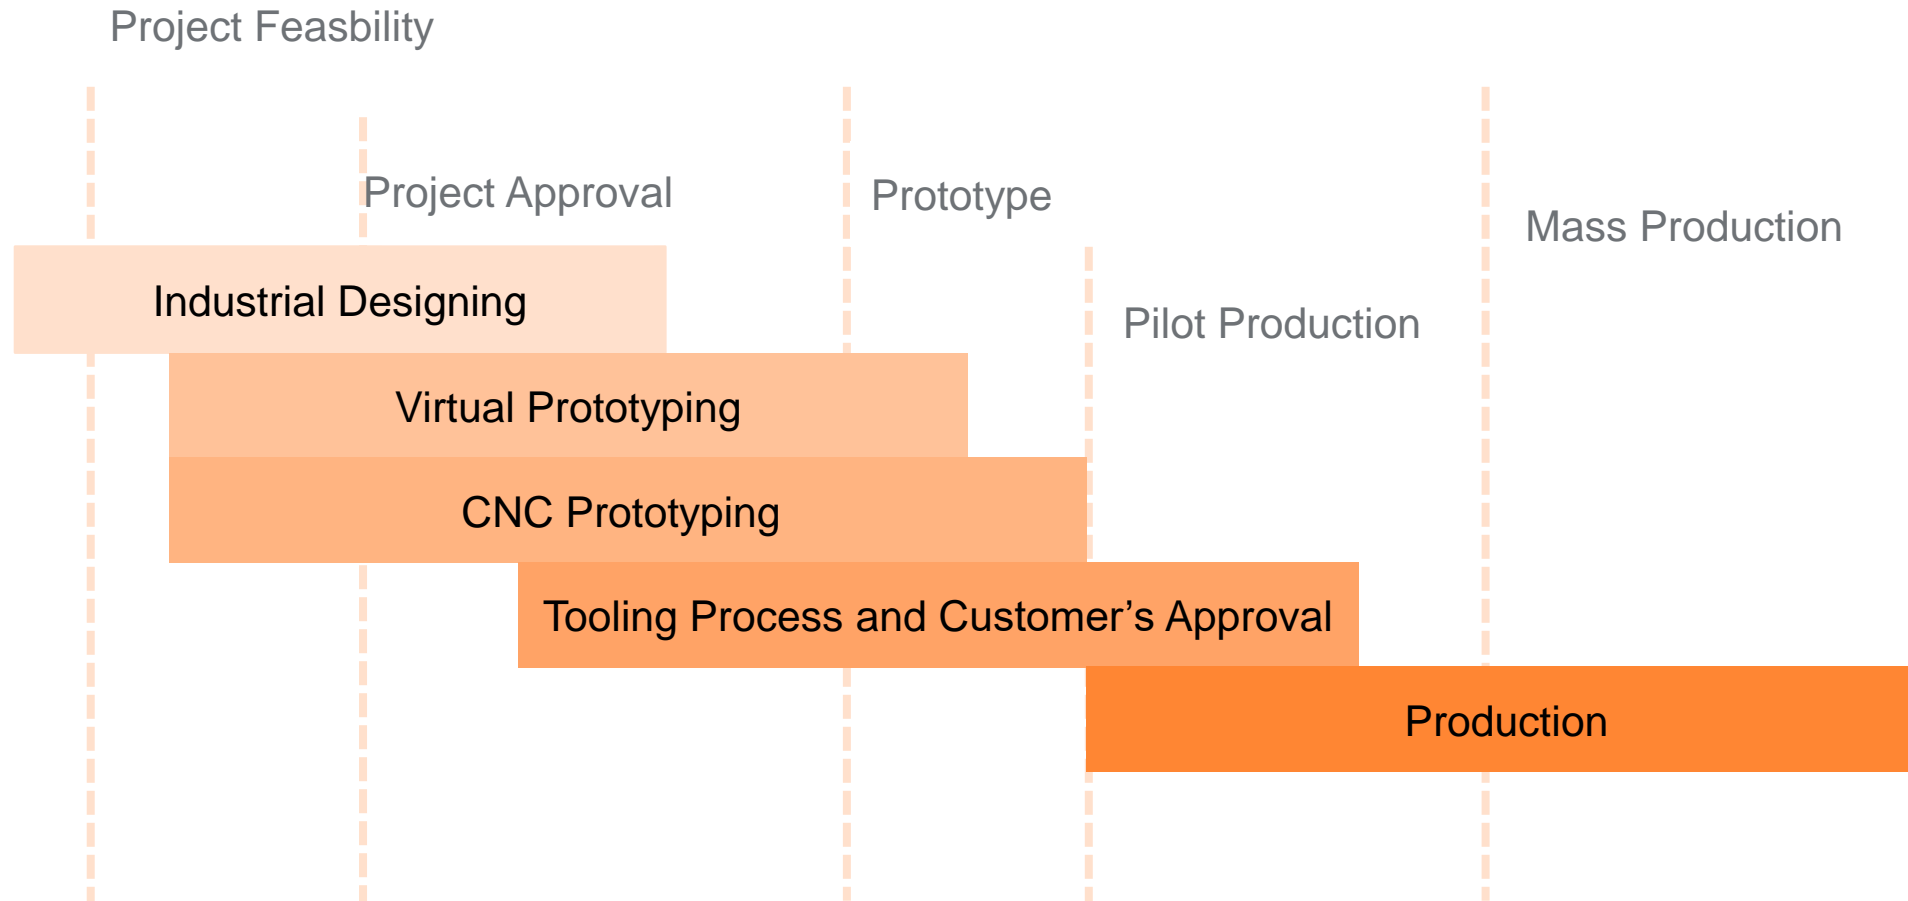 Project Feasbility
Project Approval
Prototype
Mass Production
Industrial Designing
Pilot Production
Virtual Prototyping
CNC Prototyping
Tooling Process and Customer’s Approval
Production